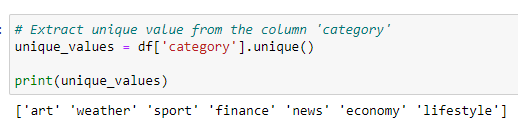 # Extract unique value from the column 'category'
unique_values = df['category'].unique()
print(unique_values)
['art' 'weather' 'sport' 'finance' 'news' 'economy' 'lifestyle']